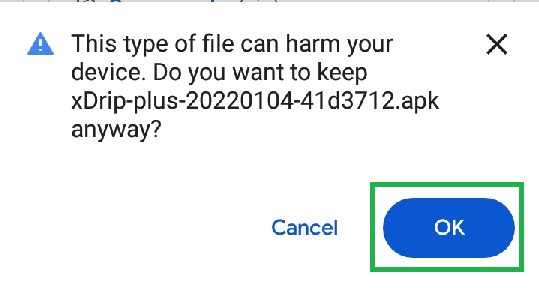 This type of file can harm your
device. Do you want to keep
xDrip-plus-20220104-41d3712.apk
anyway?
Cancel
OK